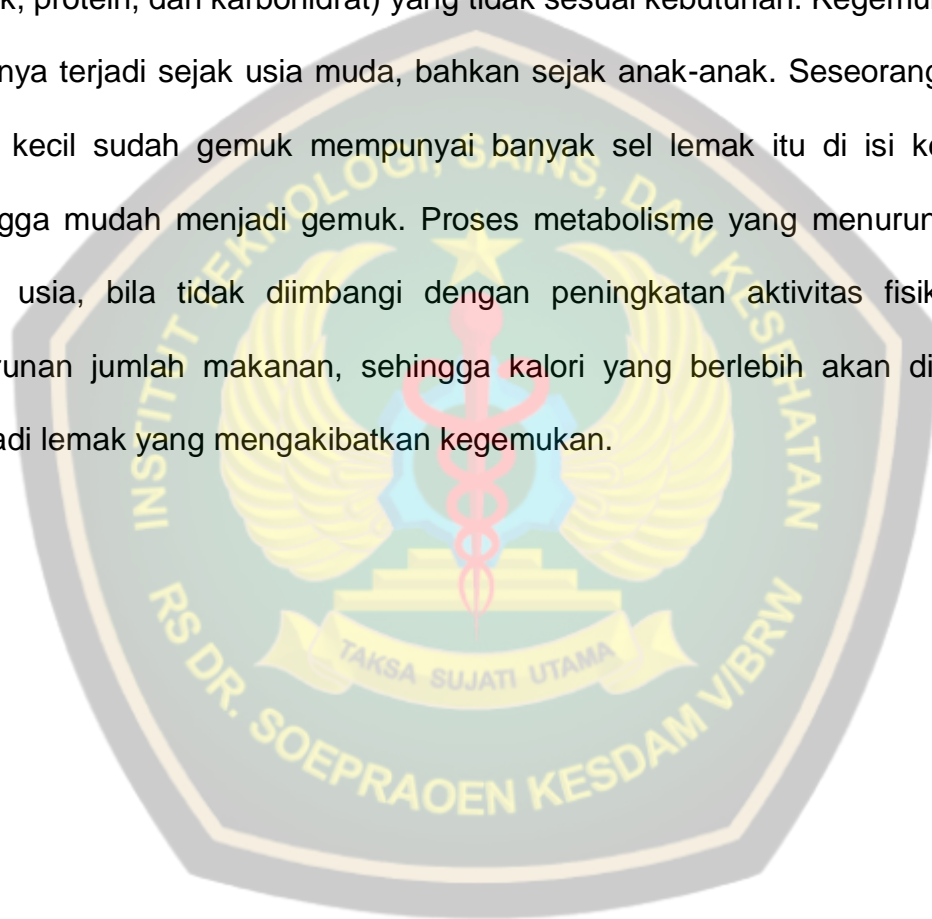 k, protein, dan karbohidrat) yang tidak sesuai kebutuhan. Kegemu
nya terjadi sejak usia muda, bahkan sejak anak-anak. Seseorang
kecil sudah gemuk mempunyai banyak sel lemak itu di isi ke
ngga mudah menjadi gemuk. Proses metabolisme yang menurun
usia, bila tidak diimbangi dengan peningkatan aktivitas fisik
runan jumlah makanan, sehingga kalori yang berlebih akan di
adi lemak yang mengakibatkan kegemukan.
INSTITUT TEKNOLOGI, SAINS, DAN KESEHATAN
TAKSA SUJATI UTAMA
RS DR. SOEPRAOEN KESDAM V/BRW